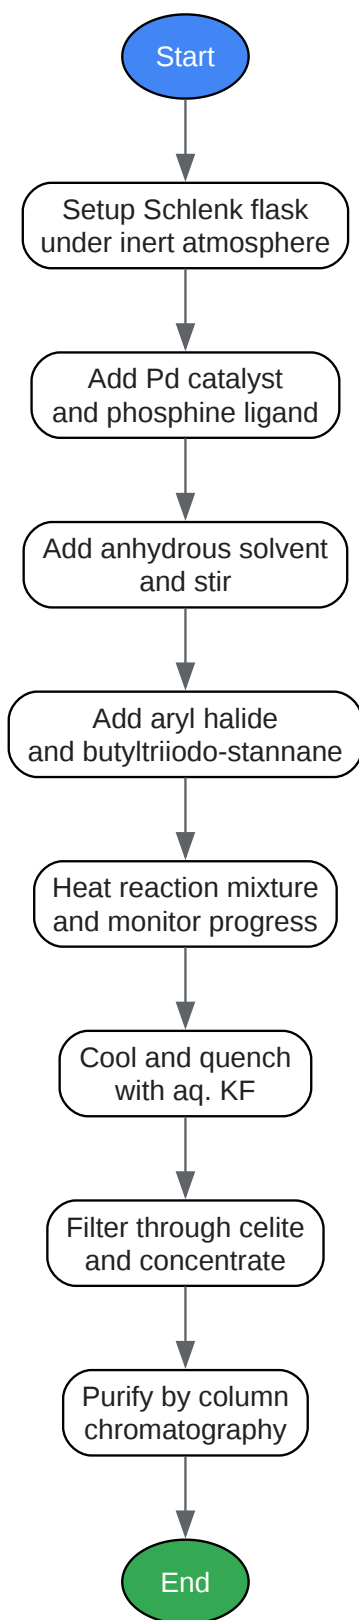 Start
Setup Schlenk flask
under inert atmosphere
Add Pd catalyst
and phosphine ligand
Add anhydrous solvent
and stir
Add aryl halide
and butyltriiodo-stannane
Heat reaction mixture
and monitor progress
Cool and quench
with aq. KF
Filter through celite
and concentrate
Purify by column
chromatography
End